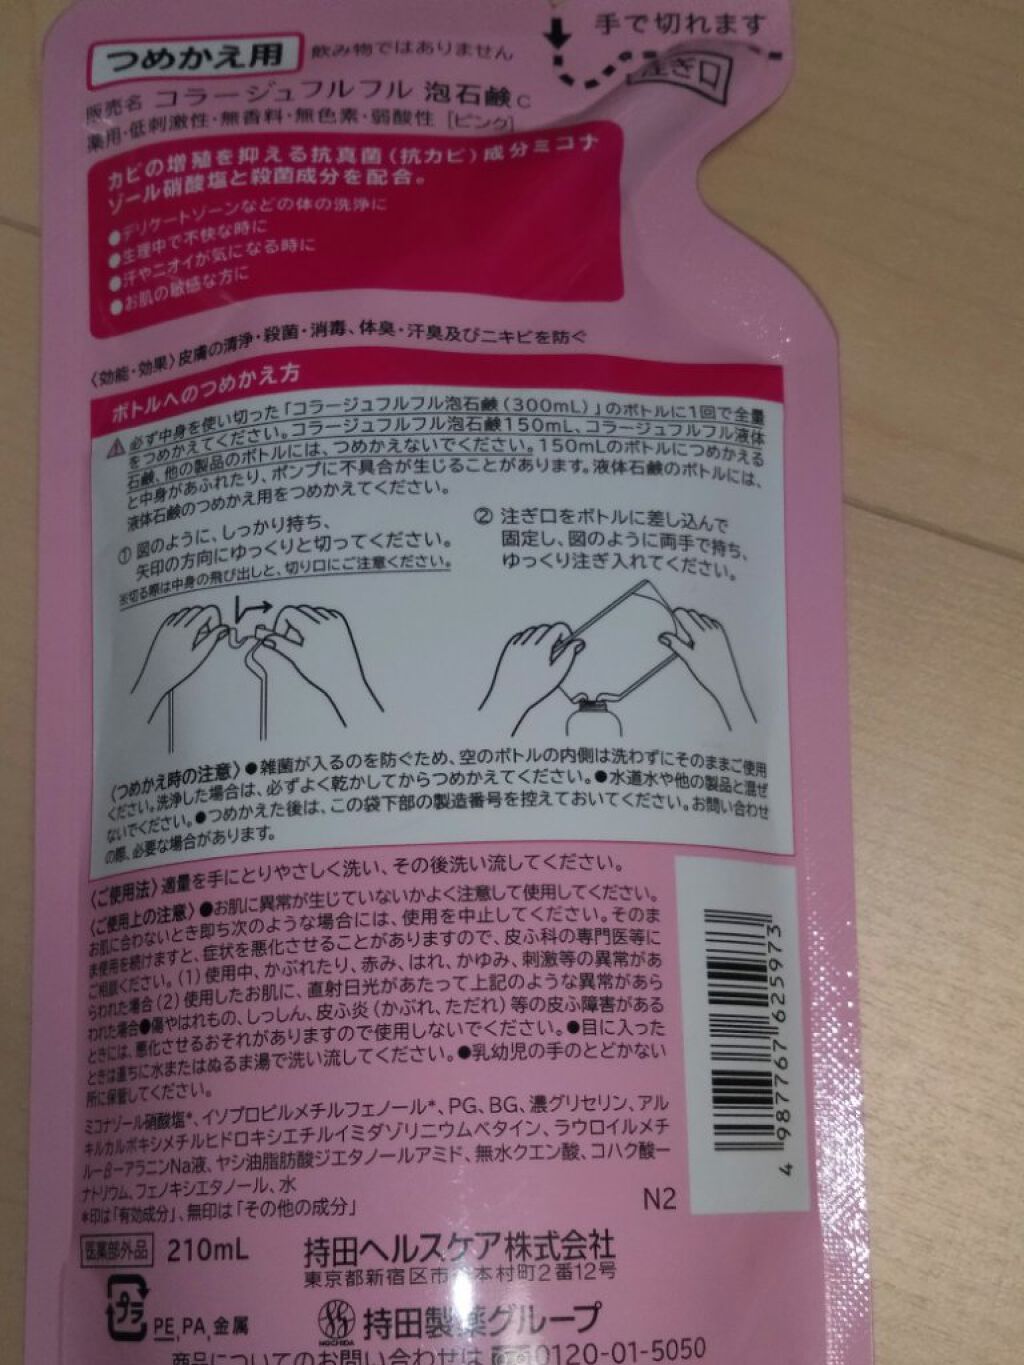 つめかえ用 飲み物ではありません
手で切れます
注ぎ口
販売名 コラージュフルフル 泡石鹸c
薬用・低刺激性・無香料・無色素・弱酸性 [ピンク]
カビの増殖を抑える抗真菌(抗カビ)成分ミコナ
ゾール硝酸塩と殺菌成分を配合。
●デリケートゾーンなどの体の洗浄に
●生理中で不快な時に
●汗やニオイが気になる時に
●お肌の敏感な方に
〈効能・効果〉皮膚の清浄・殺菌・消毒、体臭・汗臭及びニキビを防ぐ
ボトルへのつめかえ方
必ず中身を使い切った「コラージュフルフル泡石鹸(300mL)」のボトルに1回で全量
をつめかえてください。コラージュフルフル泡石鹸150mL、コラージュフルフル液体
石鹸、他の製品のボトルには、つめかえないでください。150mLのボトルにつめかえる
と中身があふれたり、ポンプに不具合が生じることがあります。液体石鹸のボトルには、
液体石鹸のつめかえ用をつめかえてください。
① 図のように、しっかり持ち、
矢印の方向にゆっくりと切ってください。
※切る際は中身の飛び出しと、切り口にご注意ください。
② 注ぎ口をボトルに差し込んで
固定し、図のように両手で持ち、
ゆっくり注ぎ入れてください。
〈つめかえ時の注意〉●雑菌が入るのを防ぐため、空のボトルの内側は洗わずにそのままご使用
ください。洗浄した場合は、必ずよく乾かしてからつめかえてください。●水道水や他の製品と混ぜ
ないでください。●つめかえた後は、この袋下部の製造番号を控えておいてください。お問い合わせ
の際、必要な場合があります。
〈ご使用法〉適量を手にとりやさしく洗い、その後洗い流してください。
〈ご使用上の注意〉●お肌に異常が生じていないかよく注意して使用してください。
お肌に合わないとき即ち次のような場合には、使用を中止してください。そのま
ま使用を続けますと、症状を悪化させることがありますので、皮ふ科の専門医等に
ご相談ください。(1)使用中、かぶれたり、赤み、はれ、かゆみ、刺激等の異常があ
らわれた場合(2)使用したお肌に、直射日光があたって上記のような異常があら
われた場合●傷やはれもの、しっしん、皮ふ炎(かぶれ、ただれ)等の皮ふ障害がある
ときには、悪化させるおそれがありますので使用しないでください。●目に入った
ときは直ちに水またはぬるま湯で洗い流してください。●乳幼児の手のとどかない
所に保管してください。
ミコナゾール硝酸塩*、イソプロピルメチルフェノール*、PG、BG、濃グリセリン、アル
キルカルボキシメチルヒドロキシエチルイミダゾリニウムベタイン、ラウロイルメチ
ル-β-アラニンNa液、ヤシ油脂肪酸ジエタノールアミド、無水クエン酸、コハク酸一
ナトリウム、フェノキシエタノール、水
*印は「有効成分」、無印は「その他の成分」
N2
4 987767 625973
医薬部外品 210mL
持田ヘルスケア株式会社
東京都新宿区市谷本村町2番12号
プラ
PE,PA,金属
MOCHIDA
持田製薬グループ
商品についてのお問い合わせは 0120-01-5050